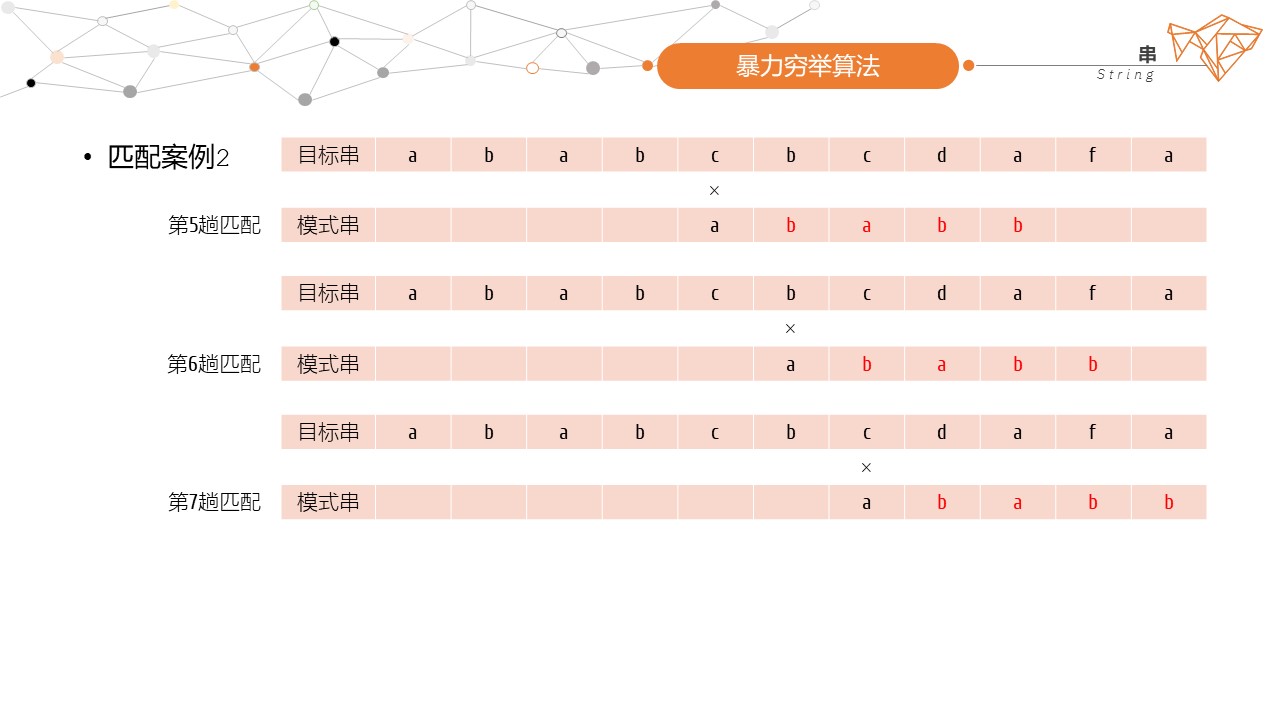 暴力穷举算法
串
String
• 匹配案例2
目标串 a b a b c b c d a f a
×
第5趟匹配 模式串 a b a b b
目标串 a b a b c b c d a f a
×
第6趟匹配 模式串 a b a b b
目标串 a b a b c b c d a f a
×
第7趟匹配 模式串 a b a b b